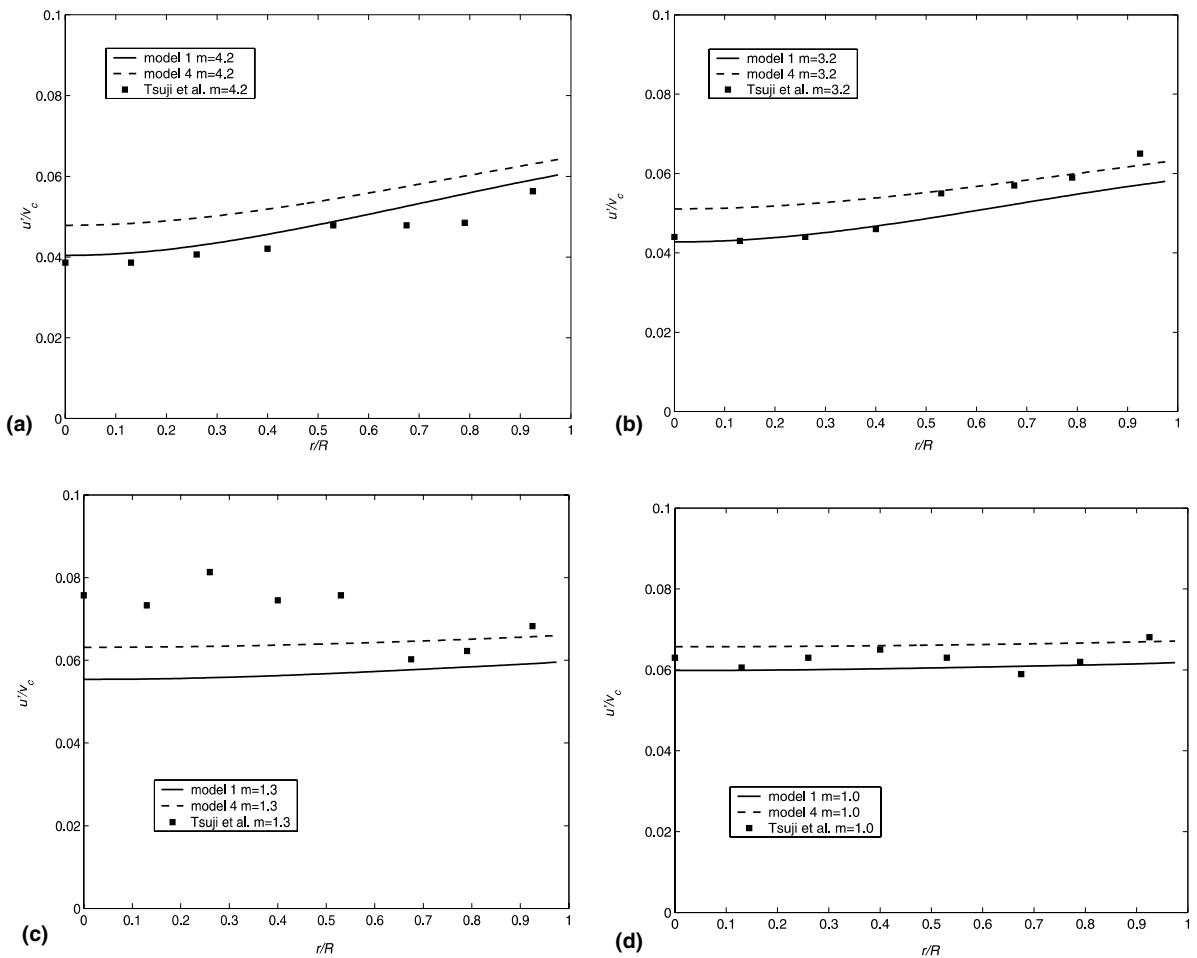 0.1
0.08
0.06
0.04
0.02
0
u'/v_c
model 1 m=4.2
model 4 m=4.2
Tsuji et al. m=4.2
0 0.1 0.2 0.3 0.4 0.5 0.6 0.7 0.8 0.9 1
r/R
(a)
0.1
0.08
0.06
0.04
0.02
0
u'/v_c
model 1 m=3.2
model 4 m=3.2
Tsuji et al. m=3.2
0 0.1 0.2 0.3 0.4 0.5 0.6 0.7 0.8 0.9 1
r/R
(b)
0.1
0.08
0.06
0.04
0.02
0
u'/v_c
model 1 m=1.3
model 4 m=1.3
Tsuji et al. m=1.3
0 0.1 0.2 0.3 0.4 0.5 0.6 0.7 0.8 0.9 1
r/R
(c)
0.1
0.08
0.06
0.04
0.02
0
u'/v_c
model 1 m=1.0
model 4 m=1.0
Tsuji et al. m=1.0
0 0.1 0.2 0.3 0.4 0.5 0.6 0.7 0.8 0.9 1
r/R
(d)